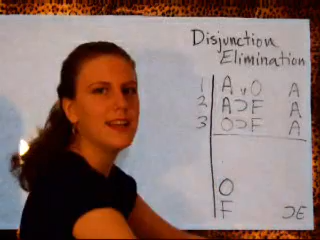 Disjunction
Elimination
1 A v O A
2 A⊃F A
3 O⊃F A
O
F ⊃E